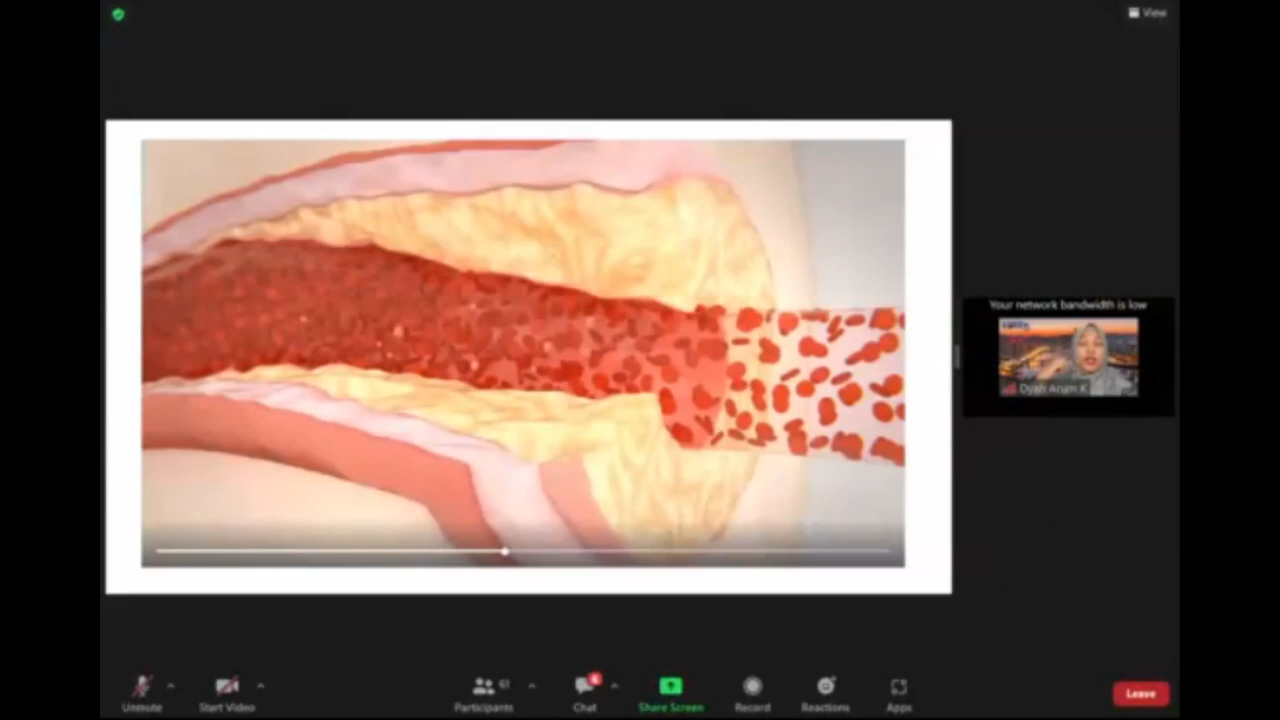 View
Your network bandwidth is low
Dyah Arum K
Unmute
Start Video
Participants
61
Chat
Share Screen
Record
Reactions
Apps
Leave